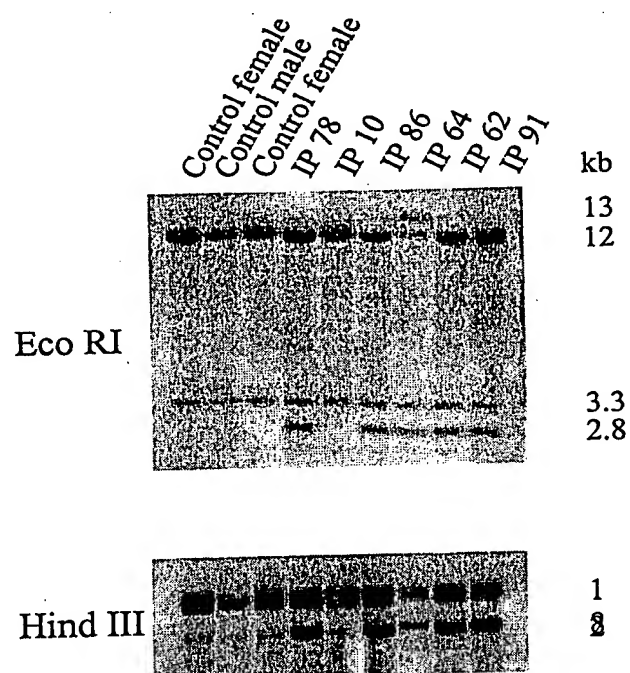 Control female
Control male
Control female
IP 78
IP 10
IP 86
IP 64
IP 62
IP 91
kb
13
12
Eco RI
3.3
2.8
Hind III
1